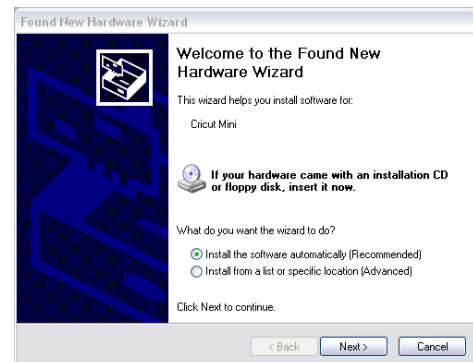 Found New Hardware Wizard
Welcome to the Found New
Hardware Wizard
This wizard helps you install software for:
Cricut Mini
If your hardware came with an installation CD
or floppy disk, insert it now.
What do you want the wizard to do?
Install the software automatically (Recommended)
Install from a list or specific location (Advanced)
Click Next to continue.
< Back Next > Cancel